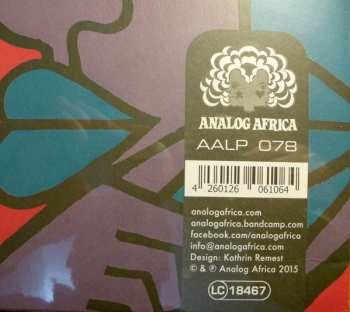 ANALOG AFRICA
AALP 078
4 260126 061064
analogafrica.com
analogafrica.bandcamp.com
facebook.com/analogafrica
info@analogafrica.com
Design: Kathrin Remest
© & ℗ Analog Africa 2015
LC 18467